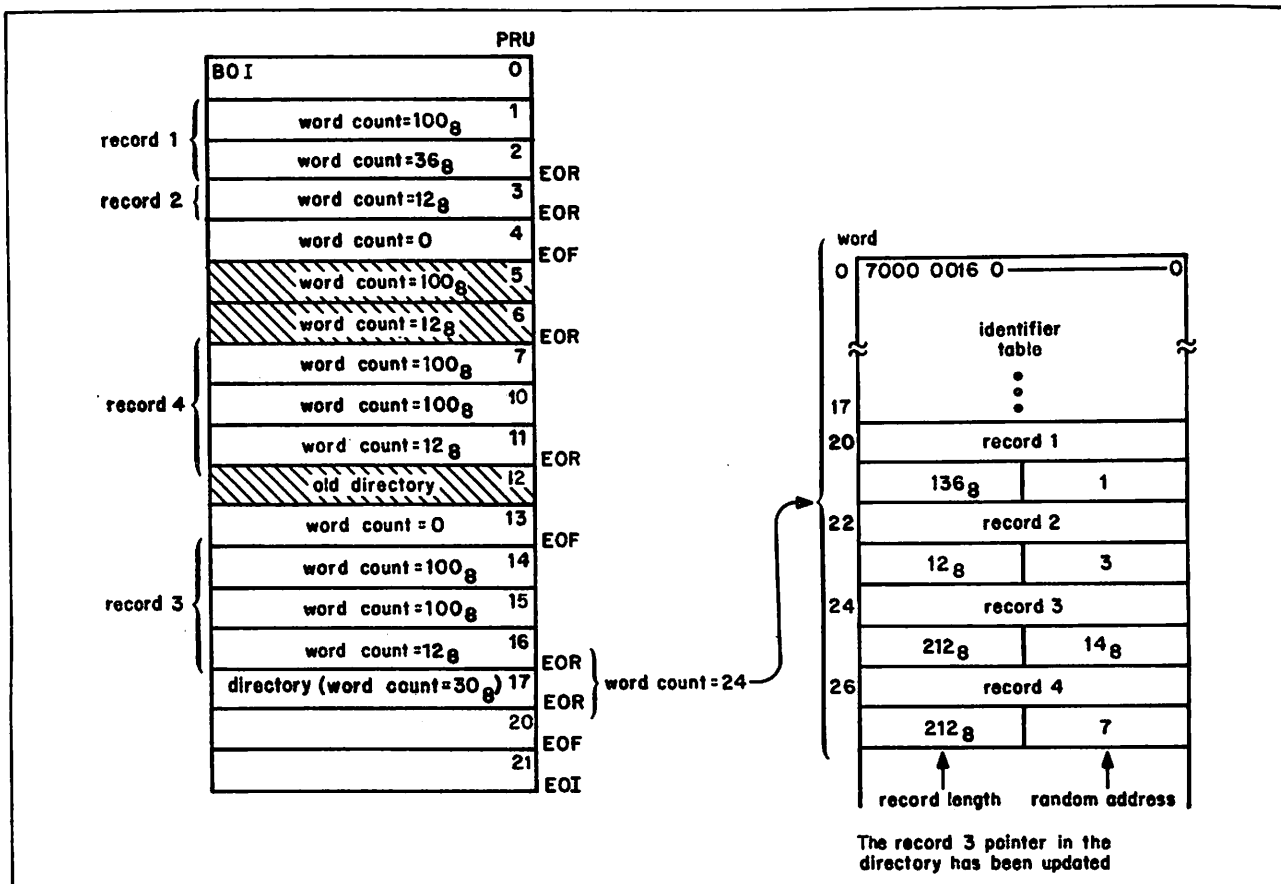 PRU
BOI 0
record 1
word count=100₈ 1
word count=36₈ 2
EOR
record 2
word count=12₈ 3
EOR
word count=0 4
EOF
word count=100₈ 5
word count=12₈ 6
EOR
record 4
word count=100₈ 7
word count=100₈ 10
word count=12₈ 11
EOR
old directory 12
word count=0 13
EOF
record 3
word count=100₈ 14
word count=100₈ 15
word count=12₈ 16
EOR
directory (word count=30₈) 17
EOR
word count=24
20
EOF
21
EOI
word
0 7000 0016 0 0
identifier
table
17
20 record 1
136₈ 1
22 record 2
12₈ 3
24 record 3
212₈ 14₈
26 record 4
212₈ 7
record length random address
The record 3 pointer in the
directory has been updated